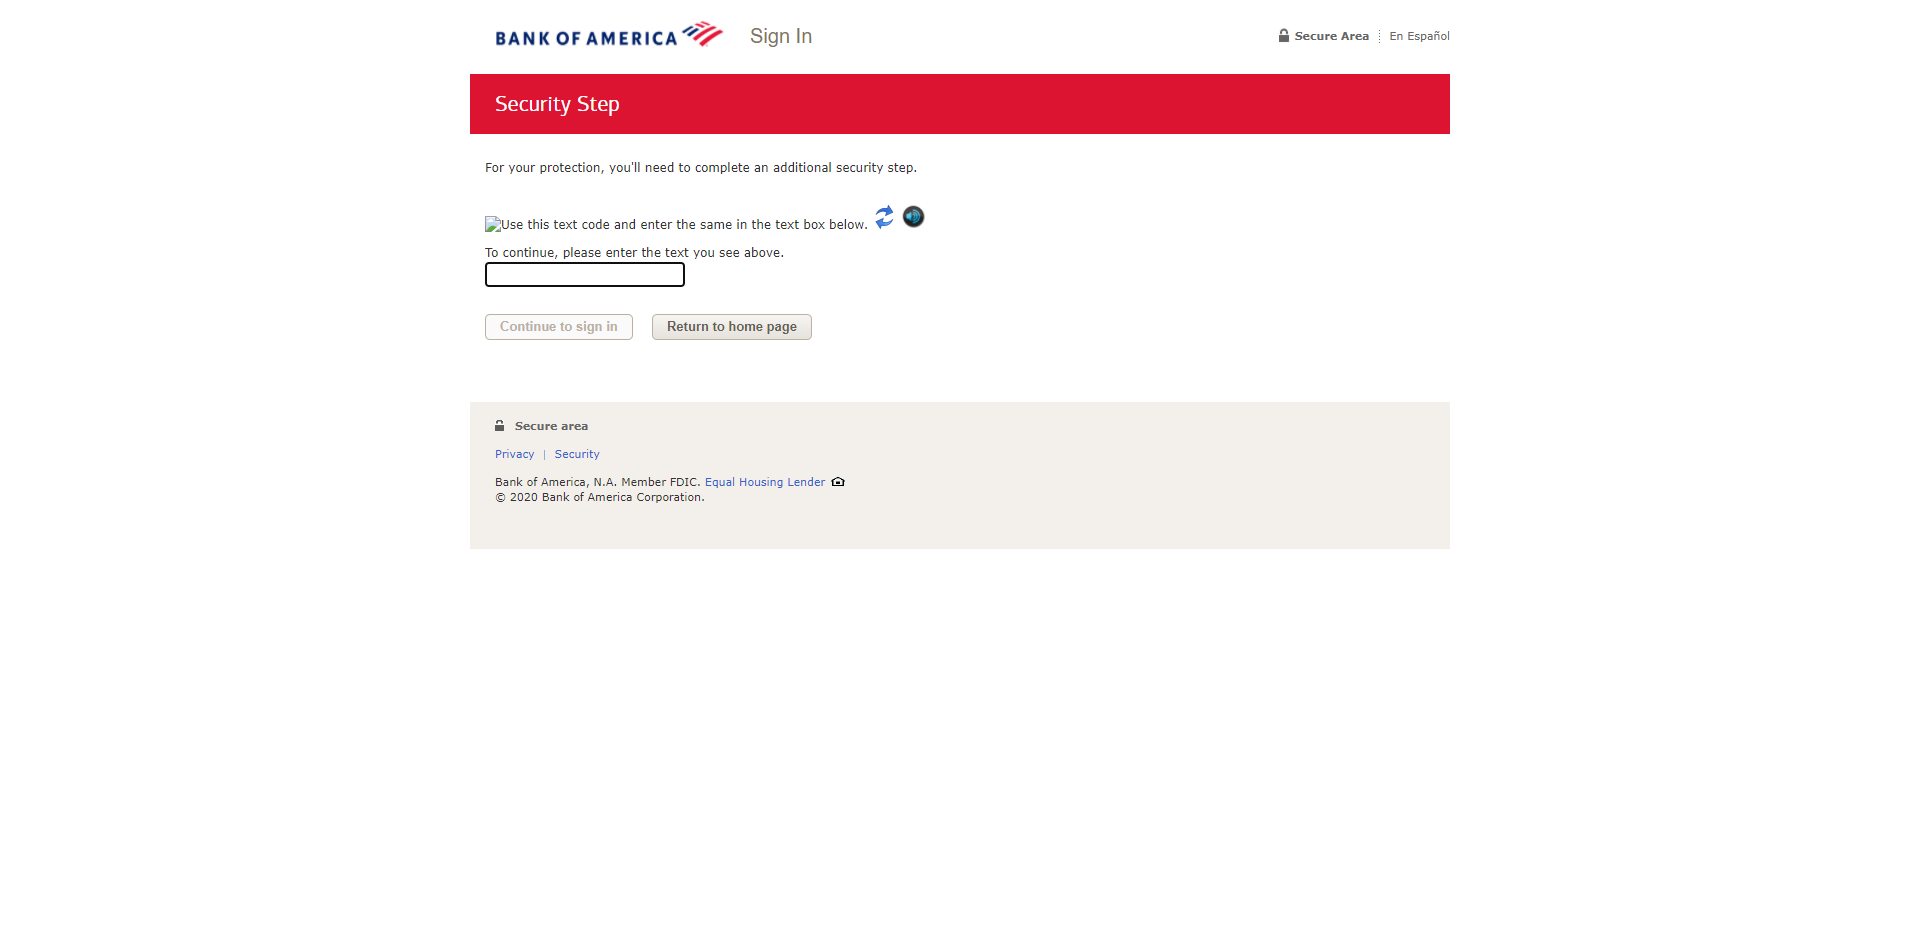 BANK OF AMERICA Sign In Secure Area En Español
Security Step
For your protection, you'll need to complete an additional security step.
Use this text code and enter the same in the text box below.
To continue, please enter the text you see above.
Continue to sign in Return to home page
Secure area
Privacy | Security
Bank of America, N.A. Member FDIC. Equal Housing Lender
© 2020 Bank of America Corporation.